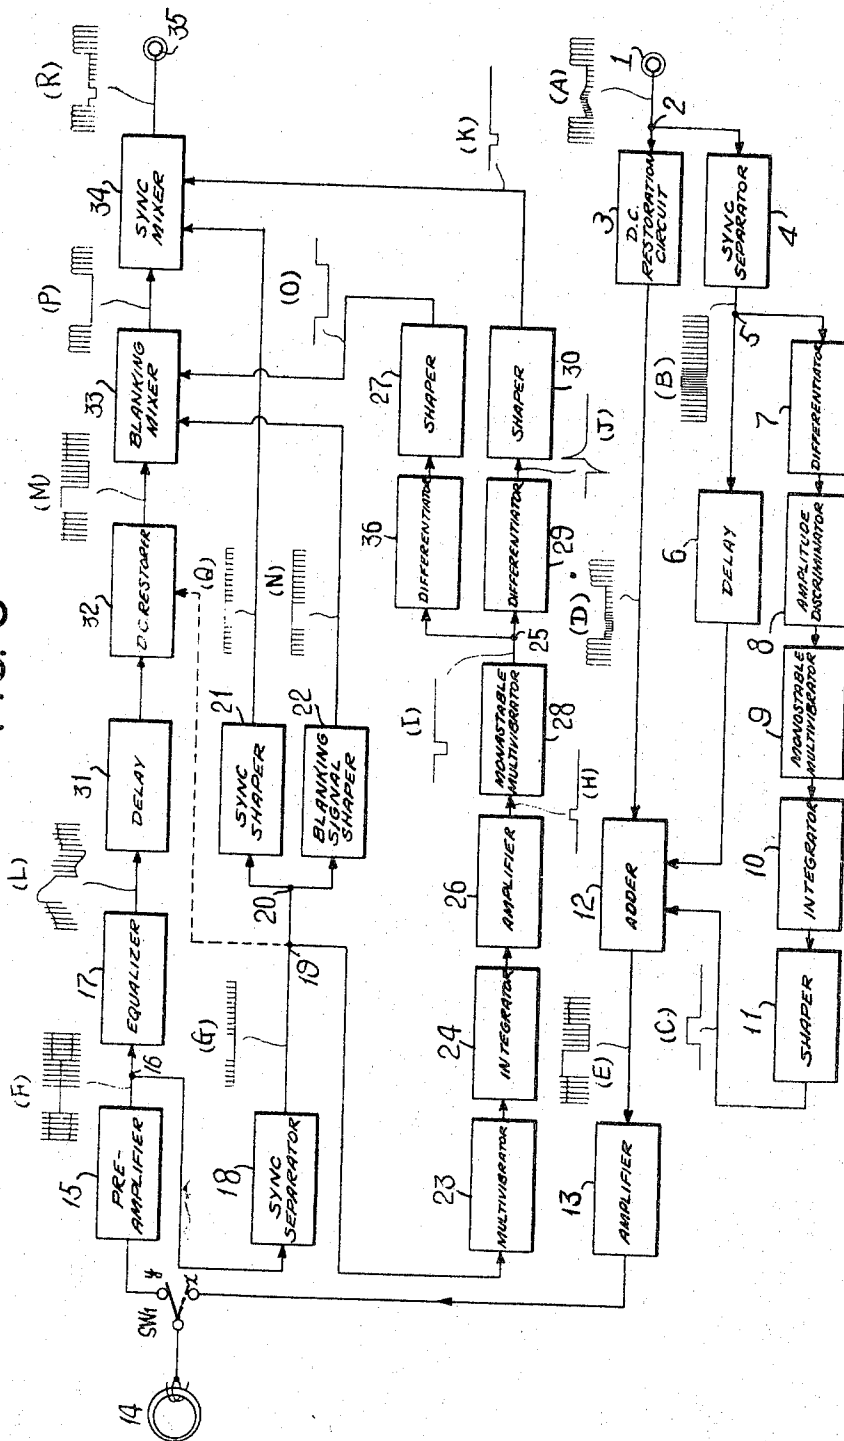 FIG.
14
SW1
y
x
15
PRE-
AMPLIFIER
(F)
16
17
EQUALIZER
(L)
31
DELAY
32
D.C. RESTORER
(M)
33
BLANKING
MIXER
(P)
34
SYNC
MIXER
(R)
35
18
SYNC
SEPARATOR
(G)
19
20
21
SYNC
SHAPER
(Q)
22
BLANKING
SIGNAL
SHAPER
(N)
(O)
(K)
23
MULTIVIBRATOR
24
INTEGRATOR
26
AMPLIFIER
(H)
28
MONASTABLE
MULTIVIBRATOR
(I)
25
36
DIFFERENTIATOR
27
SHAPER
29
DIFFERENTIATOR
(J)
30
SHAPER
13
AMPLIFIER
(E)
12
ADDER
(D)
3
D.C.
RESTORATION
CIRCUIT
2
(A)
1
4
SYNC
SEPARATOR
5
(B)
6
DELAY
(C)
11
SHAPER
10
INTEGRATOR
9
MONOSTABLE
MULTIVIBRATOR
8
AMPLITUDE
DISCRIMINATOR
7
DIFFERENTIATOR